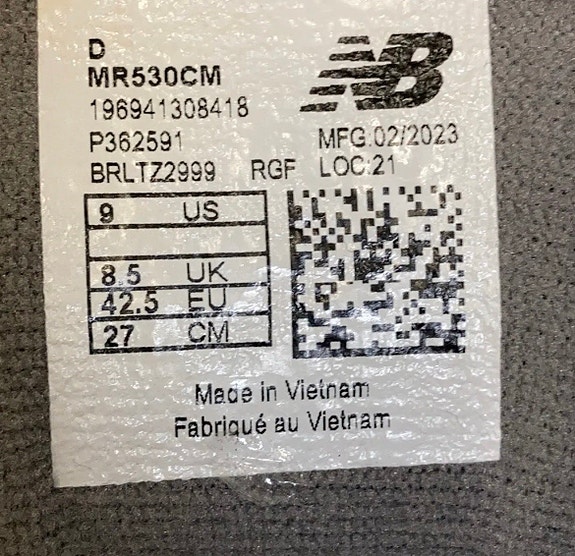 D
MR530CM
NB
196941308418
P362591 MFG.02/2023
BRLTZ2999 RGF LOC:21
9 US
8.5 UK
42.5 EU
27 CM
Made in Vietnam
Fabriqué au Vietnam